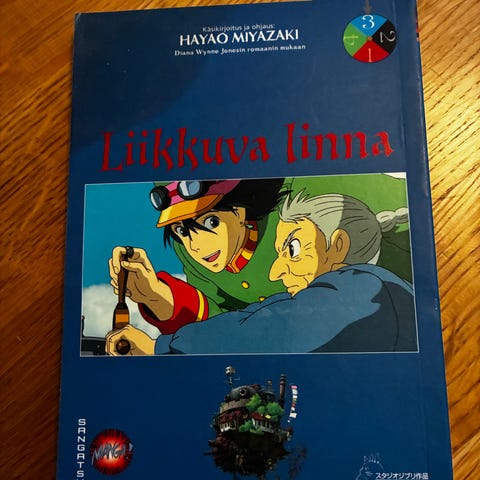 Käsikirjoitus ja ohjaus:
HAYAO MIYAZAKI
Diana Wynne Jonesin romaanin mukaan
3
2
1
Liikkuva linna
SANGATS
MANGA!
スタジオジブリ作品